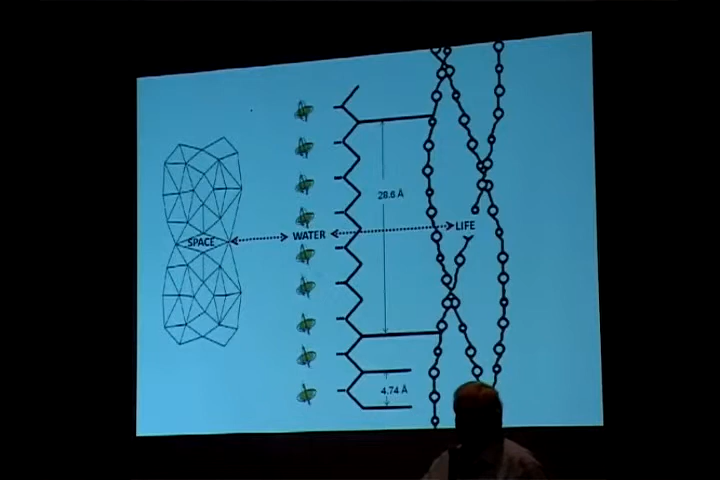 28.6 Å
SPACE
WATER
LIFE
4.74 Å